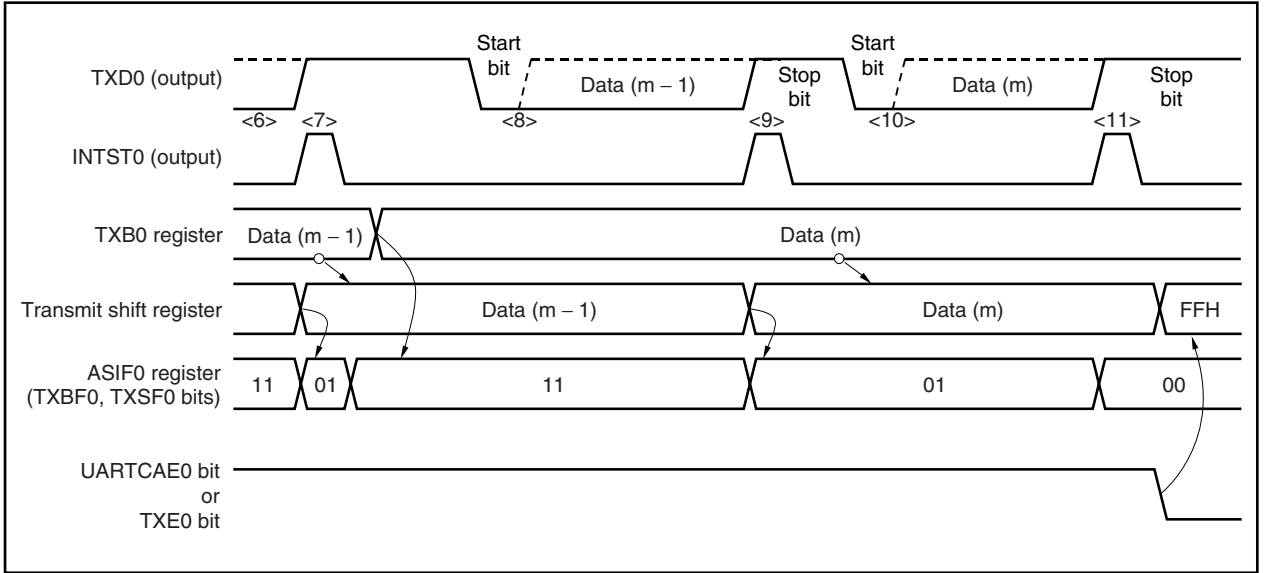 Start
bit
Start
bit
TXD0 (output)
Data (m − 1)
Stop
bit
Data (m)
Stop
bit
<6>
<7>
<8>
<9>
<10>
<11>
INTST0 (output)
TXB0 register
Data (m − 1)
Data (m)
Transmit shift register
Data (m − 1)
Data (m)
FFH
ASIF0 register
(TXBF0, TXSF0 bits)
11
01
11
01
00
UARTCAE0 bit
or
TXE0 bit